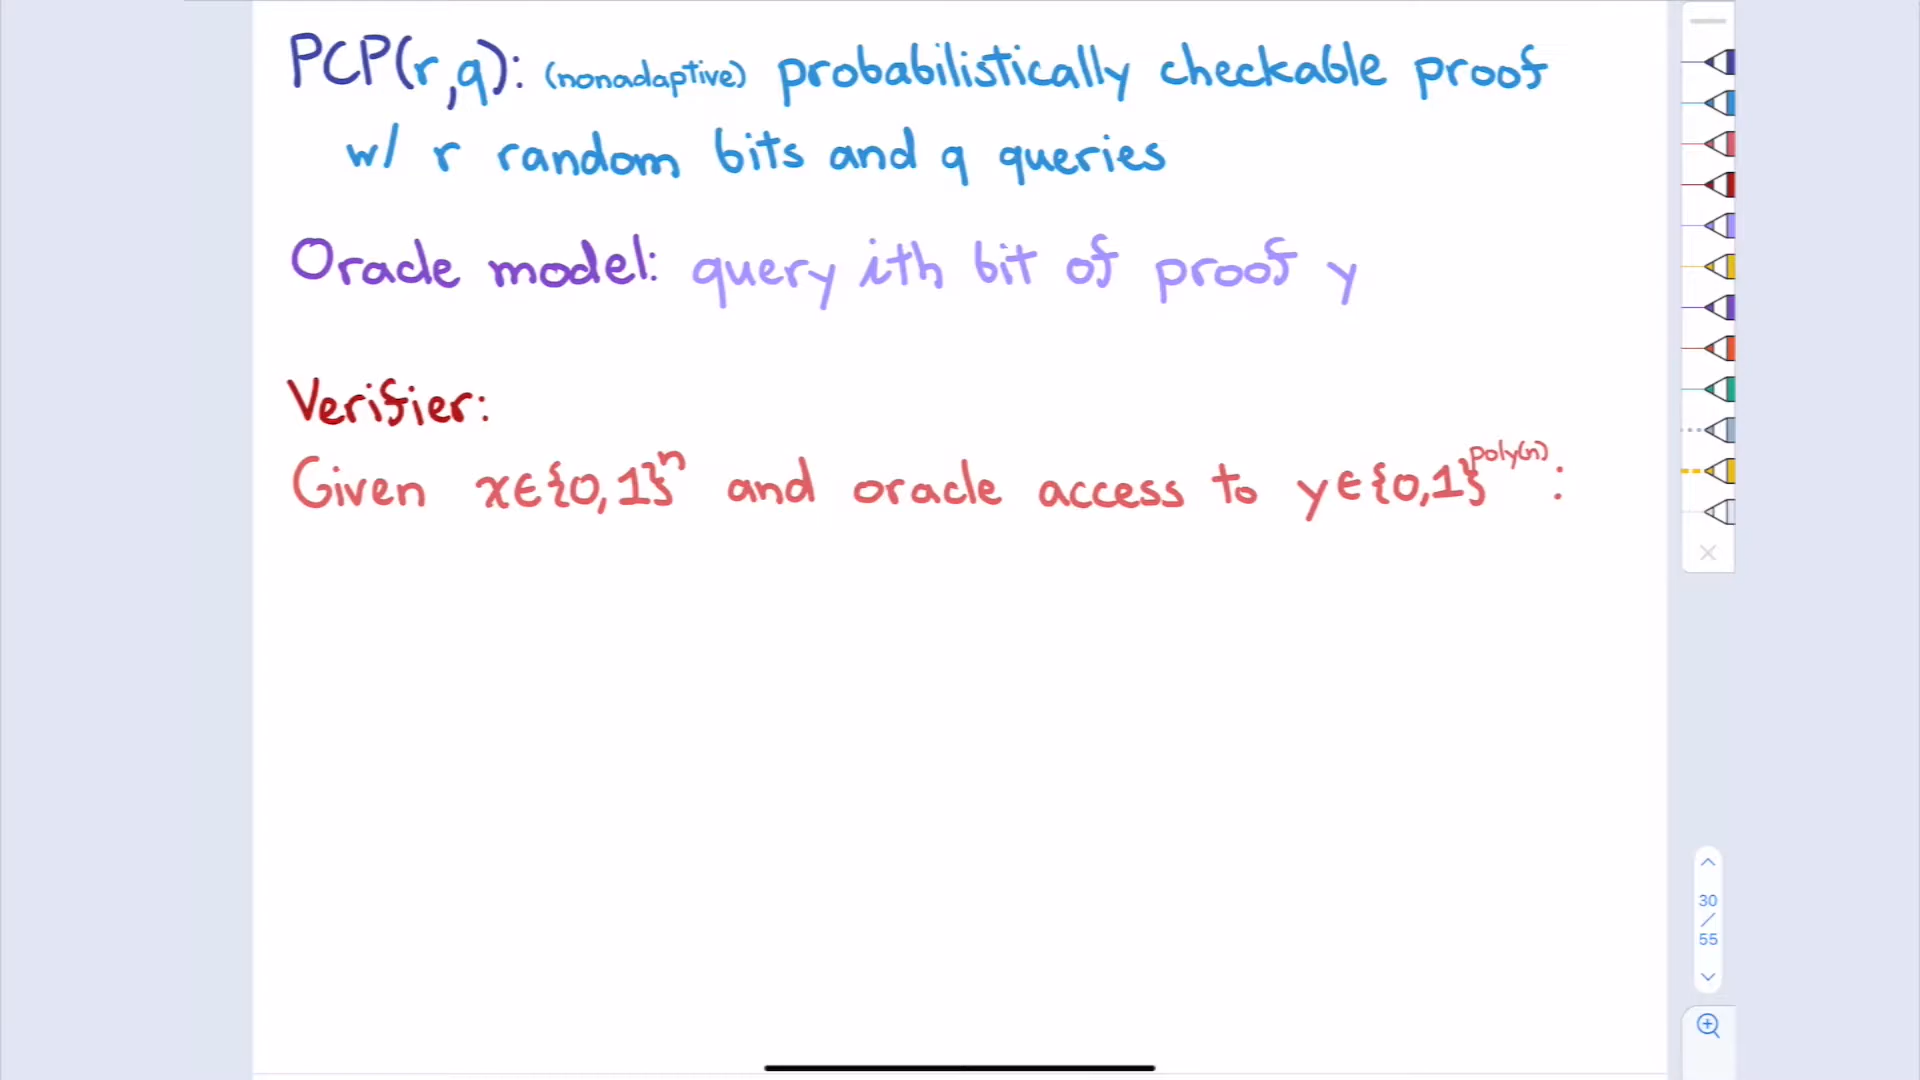 PCP(r,q): (nonadaptive) probabilistically checkable proof
w/ r random bits and q queries
Oracle model: query ith bit of proof y
Verifier:
Given x∈{0,1}ⁿ and oracle access to y∈{0,1}^poly(n):
30
/
55